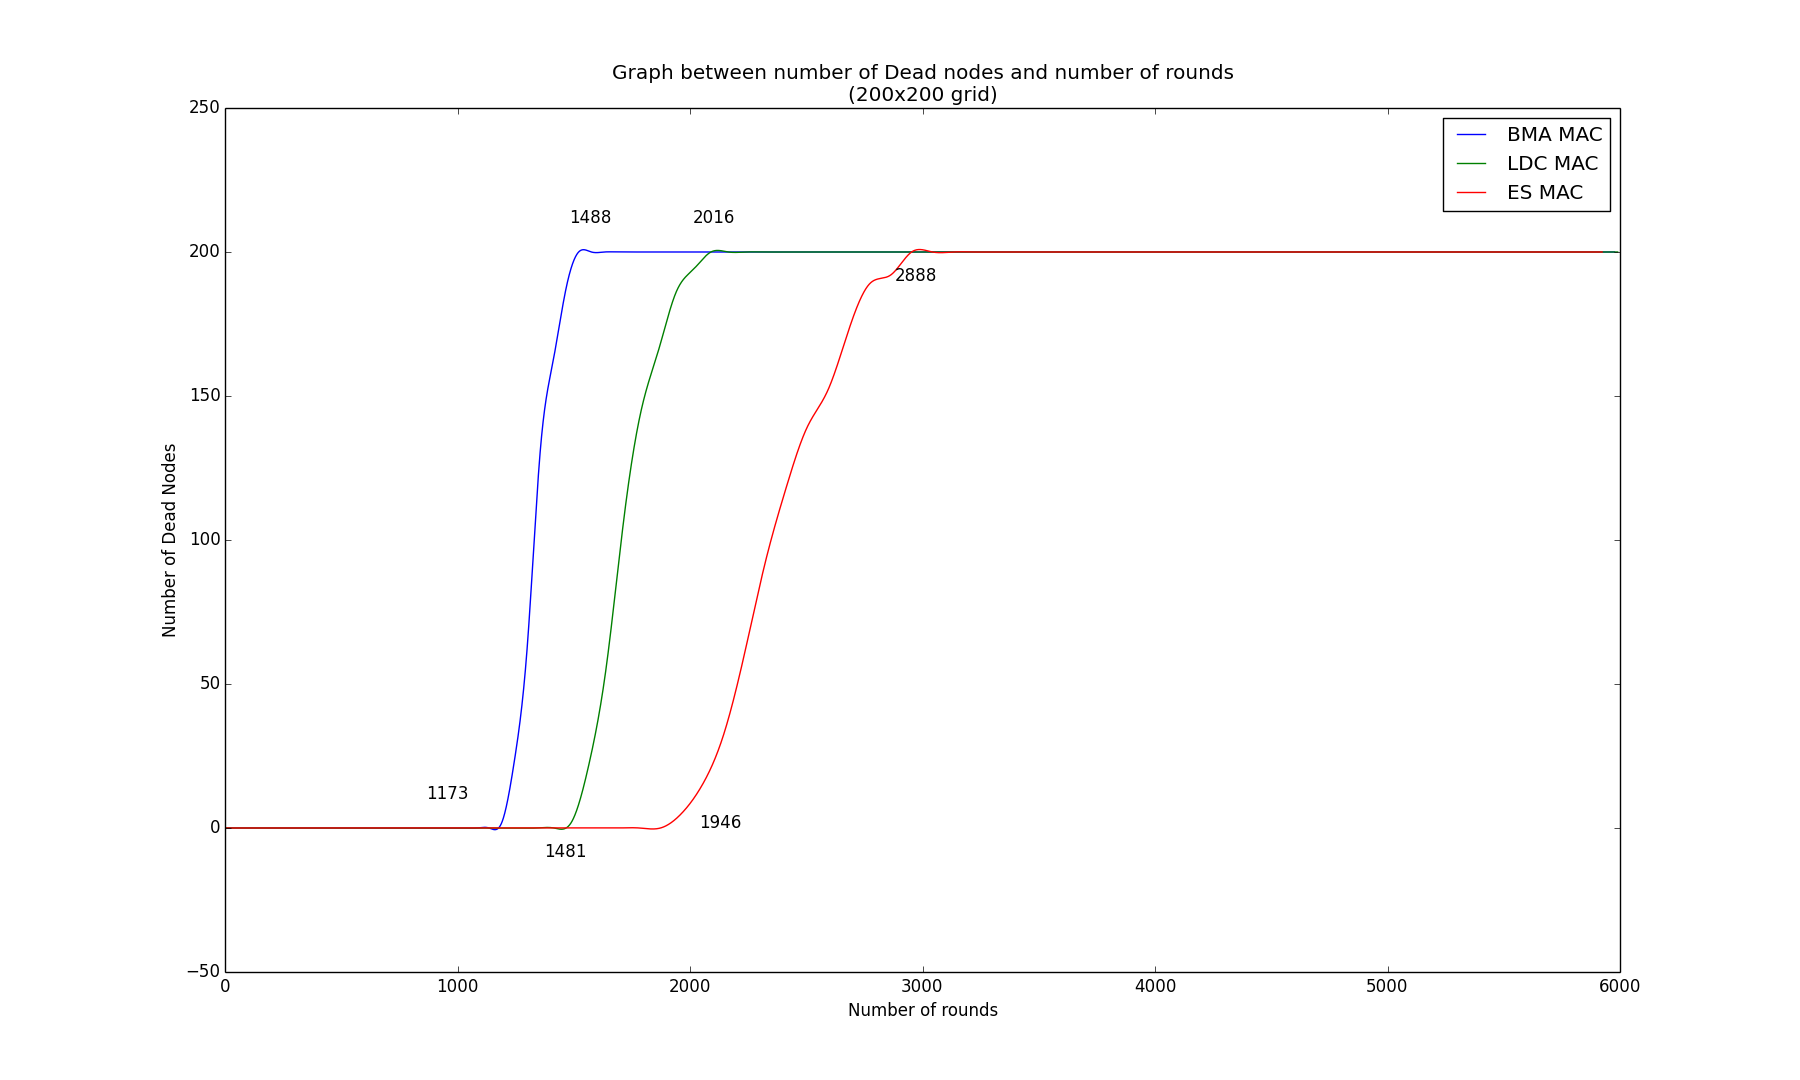 Graph between number of Dead nodes and number of rounds
(200x200 grid)
250
200
150
100
50
0
−50
Number of Dead Nodes
BMA MAC
LDC MAC
ES MAC
1488
2016
2888
1173
1946
1481
0
1000
2000
3000
4000
5000
6000
Number of rounds